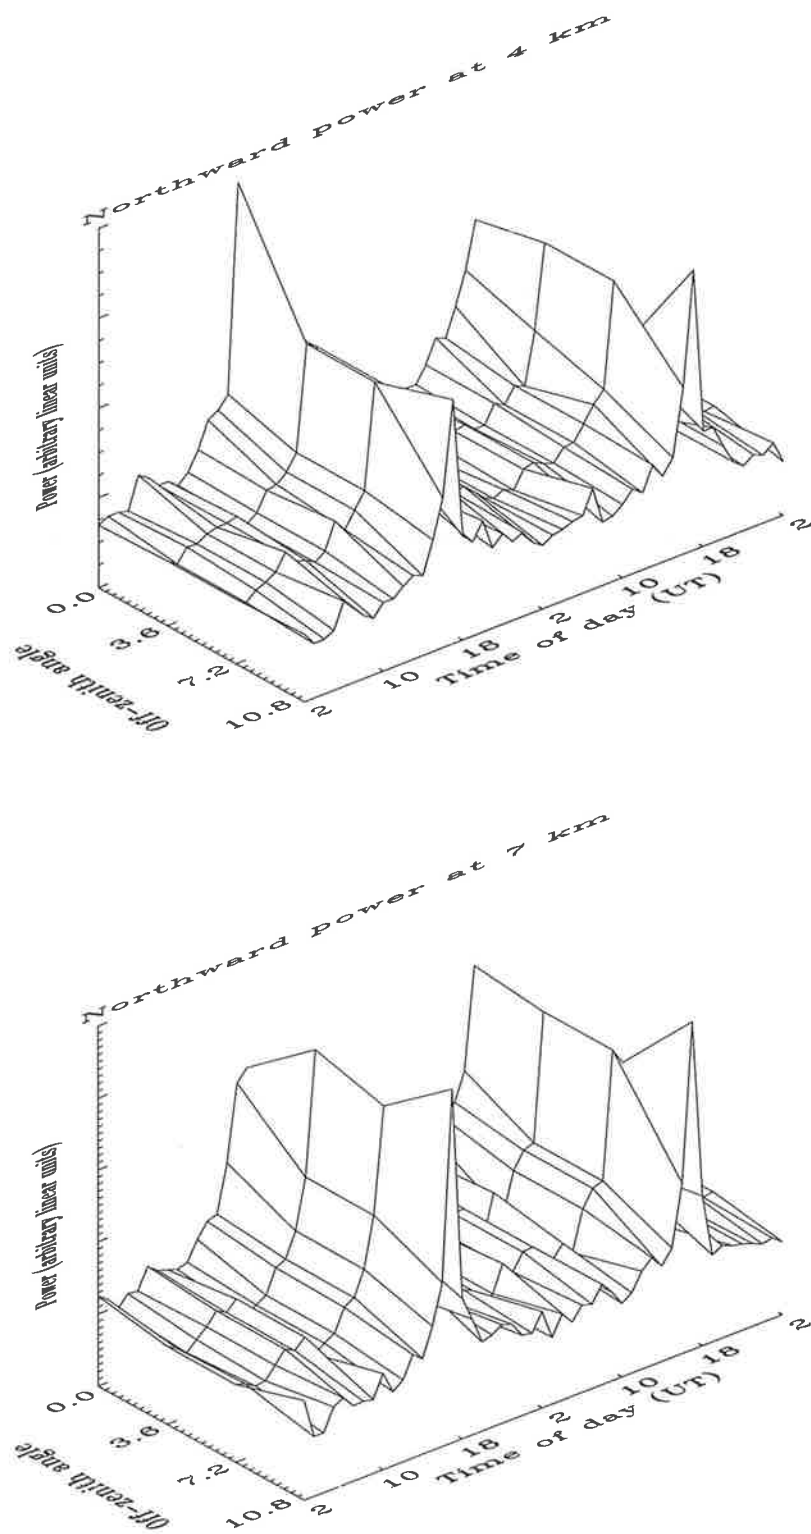 Northward power at 4 km
Power (arbitrary linear units)
0.0
3.6
7.2
10.8
Off-zenith angle
2
10
18
2
10
18
2
Time of day (UT)
Northward power at 7 km
Power (arbitrary linear units)
0.0
3.6
7.2
10.8
Off-zenith angle
2
10
18
2
10
18
2
Time of day (UT)